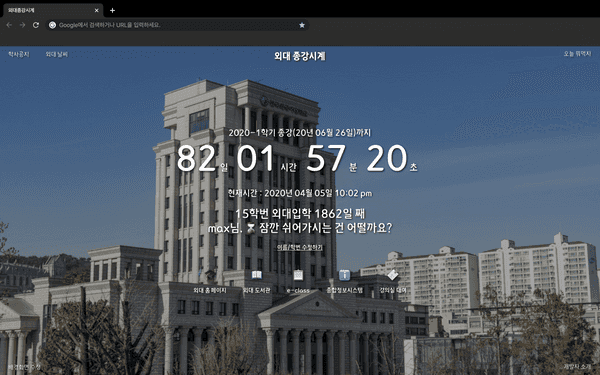 외대종강시계
Google에서 검색하거나 URL을 입력하세요.
학사공지 외대 날씨 외대 종강시계 오늘 뭐먹지
2020-1학기 종강(20년 06월 26일)까지
82 일 01 시간 57 분 20 초
현재시간 : 2020년 04월 05일 10:02 pm
15학번 외대입학 1862일 째
max님. 잠깐 쉬어가시는 건 어떨까요?
이름/학번 수정하기
외대 홈페이지 외대 도서관 e-class 종합정보시스템 강의실 대여
배경화면 수정 개발자 소개